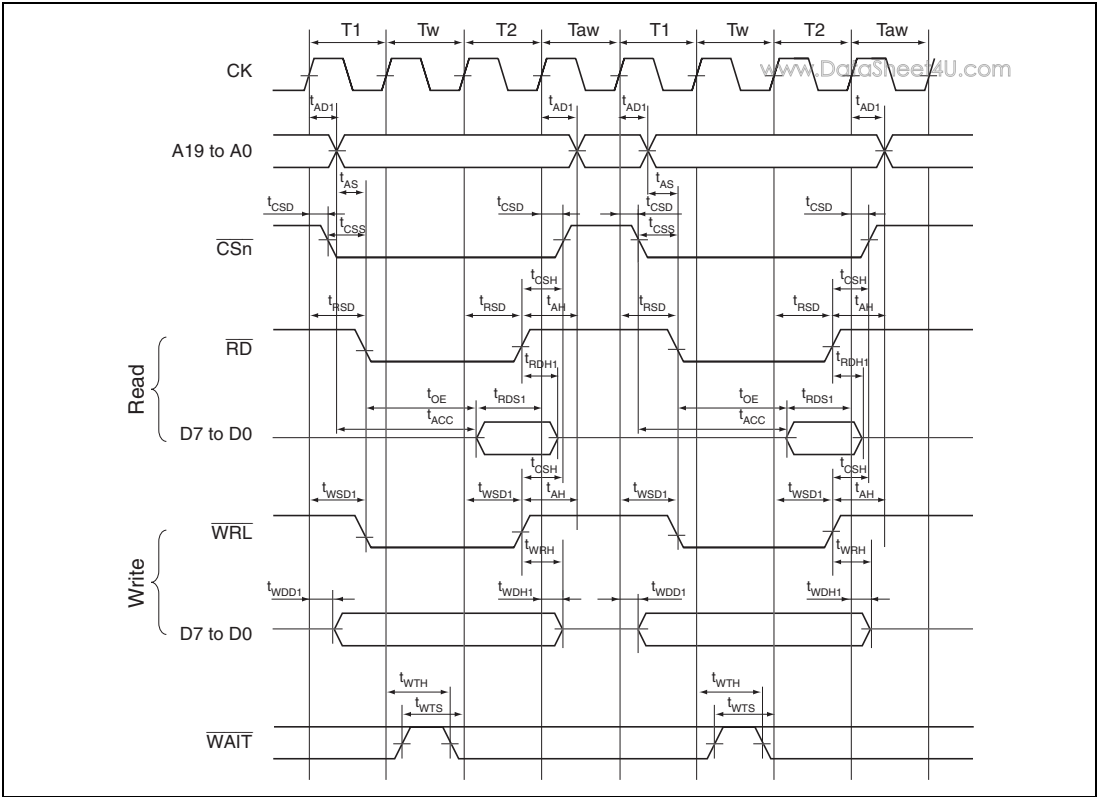 T1 Tw T2 Taw T1 Tw T2 Taw
CK
www.DataSheet4U.com
tAD1 tAD1 tAD1 tAD1
A19 to A0
tAS tAS
tCSD tCSD tCSD tCSD
tCSS tCSS
CSn
tCSH tCSH
tRSD tRSD tAH tRSD tRSD tAH
RD
tRDH1 tRDH1
Read
tOE tRDS1 tOE tRDS1
tACC tACC
D7 to D0
tCSH tCSH
tWSD1 tWSD1 tAH tWSD1 tWSD1 tAH
WRL
tWRH tWRH
Write
tWDD1 tWDH1 tWDD1 tWDH1
D7 to D0
tWTH tWTH
tWTS tWTS
WAIT